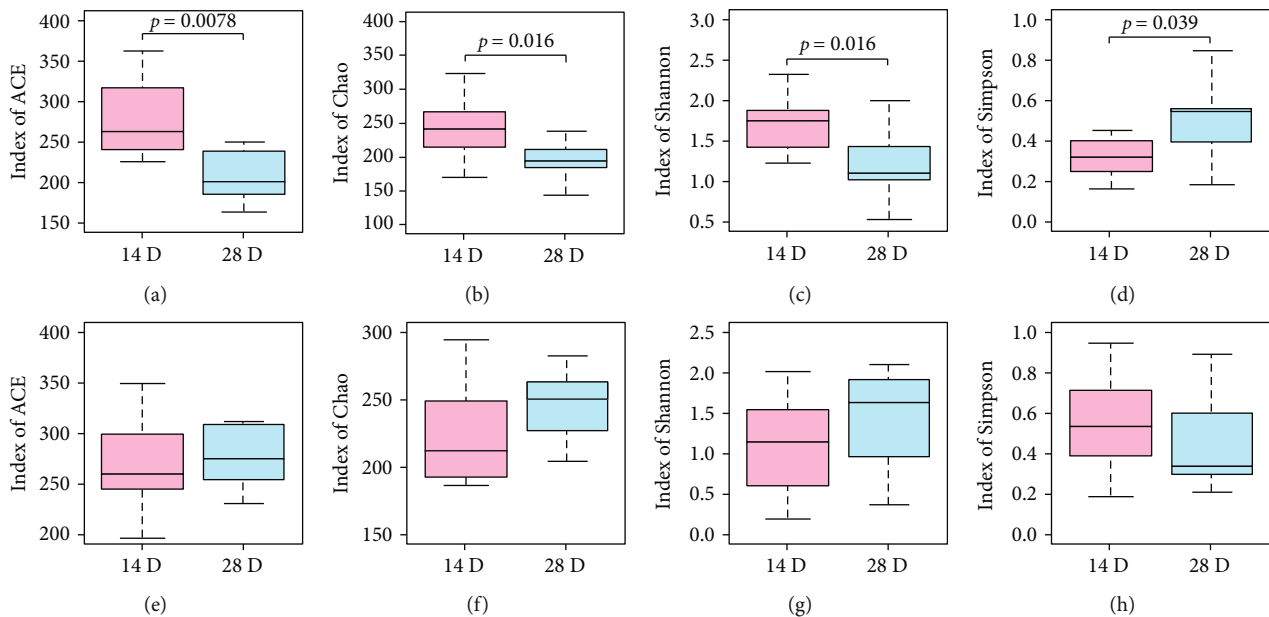 Index of ACE
400
350
300
250
200
150
p = 0.0078
14 D
28 D
(a)
Index of Chao
400
350
300
250
200
150
100
p = 0.016
14 D
28 D
(b)
Index of Shannon
3.0
2.5
2.0
1.5
1.0
0.5
p = 0.016
14 D
28 D
(c)
Index of Simpson
1.0
0.8
0.6
0.4
0.2
0.0
p = 0.039
14 D
28 D
(d)
Index of ACE
400
350
300
250
200
14 D
28 D
(e)
Index of Chao
300
250
200
150
14 D
28 D
(f)
Index of Shannon
2.5
2.0
1.5
1.0
0.5
0.0
14 D
28 D
(g)
Index of Simpson
1.0
0.8
0.6
0.4
0.2
0.0
14 D
28 D
(h)